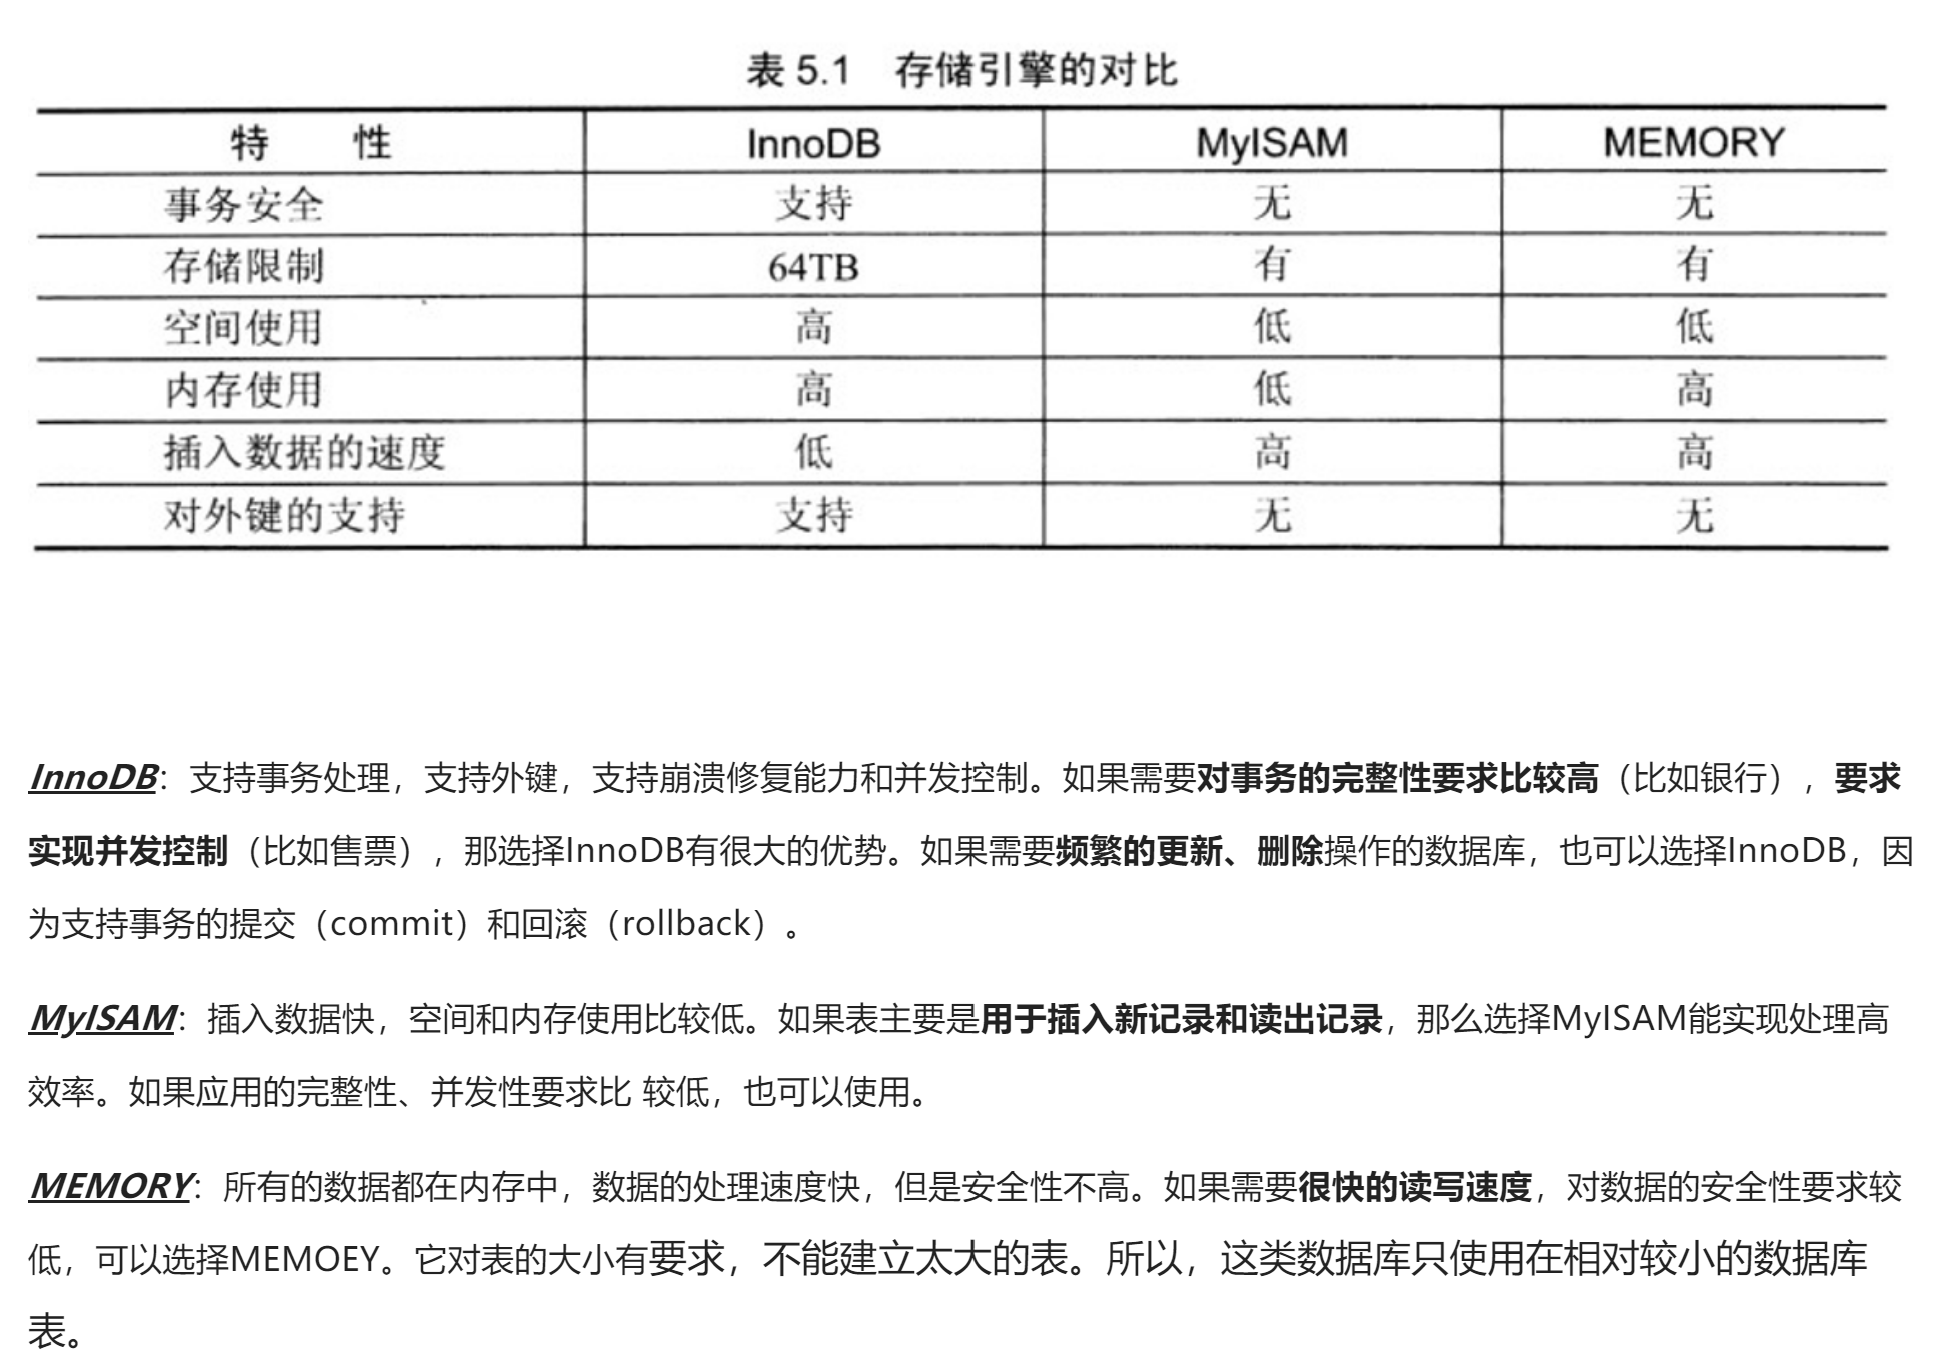 表 5.1 存储引擎的对比
特 性 InnoDB MyISAM MEMORY
事务安全 支持 无 无
存储限制 64TB 有 有
空间使用 高 低 低
内存使用 高 低 高
插入数据的速度 低 高 高
对外键的支持 支持 无 无
InnoDB：支持事务处理，支持外键，支持崩溃修复能力和并发控制。如果需要对事务的完整性要求比较高（比如银行），要求
实现并发控制（比如售票），那选择InnoDB有很大的优势。如果需要频繁的更新、删除操作的数据库，也可以选择InnoDB，因
为支持事务的提交（commit）和回滚（rollback）。
MyISAM：插入数据快，空间和内存使用比较低。如果表主要是用于插入新记录和读出记录，那么选择MyISAM能实现处理高
效率。如果应用的完整性、并发性要求比 较低，也可以使用。
MEMORY：所有的数据都在内存中，数据的处理速度快，但是安全性不高。如果需要很快的读写速度，对数据的安全性要求较
低，可以选择MEMOEY。它对表的大小有要求，不能建立太大的表。所以，这类数据库只使用在相对较小的数据库
表。